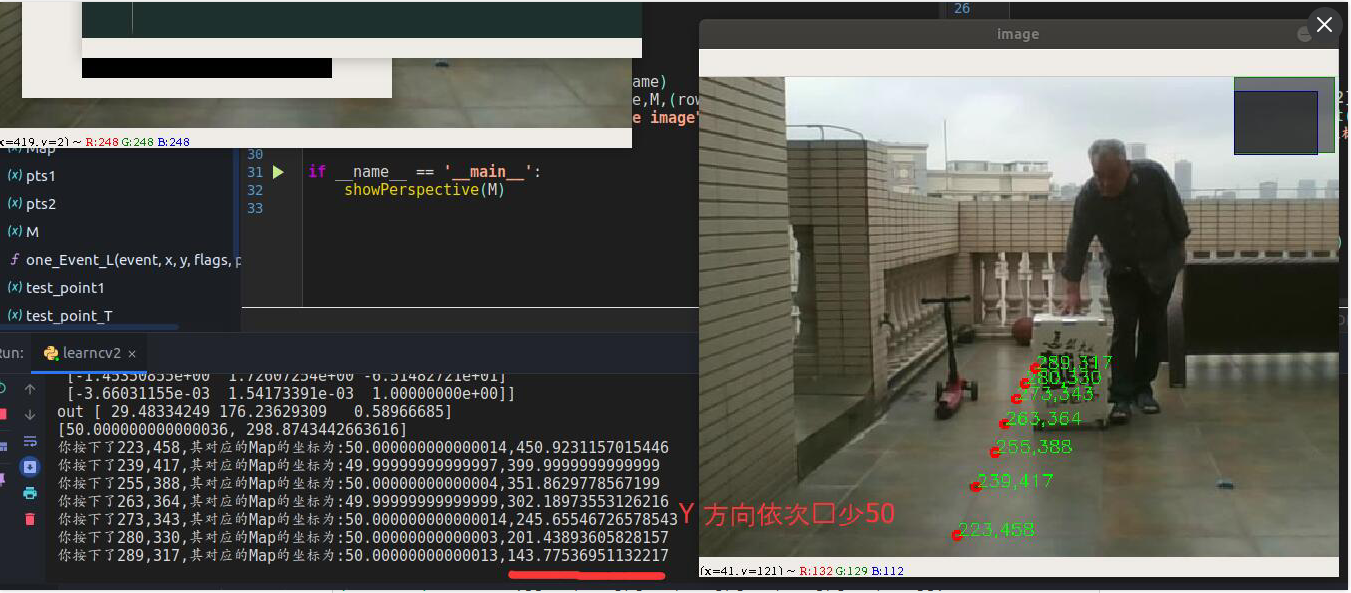 26
image
ame)
e,M,(row
e image"
(x=419,y=2) ~ R:248 G:248 B:248
Map
(x) pts1
(x) pts2
(x) M
f one_Event_L(event, x, y, flags, p
(x) test_point1
(x) test_point_T
30
31 if __name__ == '__main__':
32 showPerspective(M)
33
Run: learncv2 ×
[-1.45350855e+00 1.72607254e+00 -6.51482721e+01]
[-3.66031155e-03 1.54173391e-03 1.00000000e+00]]
out [ 29.48334249 176.23629309 0.58966685]
[50.000000000000036, 298.8743442663616]
你按下了223,458,其对应的Map的坐标为:50.000000000000014,450.9231157015446
你按下了239,417,其对应的Map的坐标为:49.99999999999997,399.9999999999999
你按下了255,388,其对应的Map的坐标为:50.00000000000004,351.8629778567199
你按下了263,364,其对应的Map的坐标为:49.99999999999999,302.18973553126216
你按下了273,343,其对应的Map的坐标为:50.000000000000014,245.65546726578543
你按下了280,330,其对应的Map的坐标为:50.00000000000003,201.43893605828157
你按下了289,317,其对应的Map的坐标为:50.00000000000013,143.77536951132217
Y 方向依次□少50
289,317
280,330
273,343
263,364
255,388
239,417
223,458
(x=41,y=121) ~ R:132 G:129 B:112